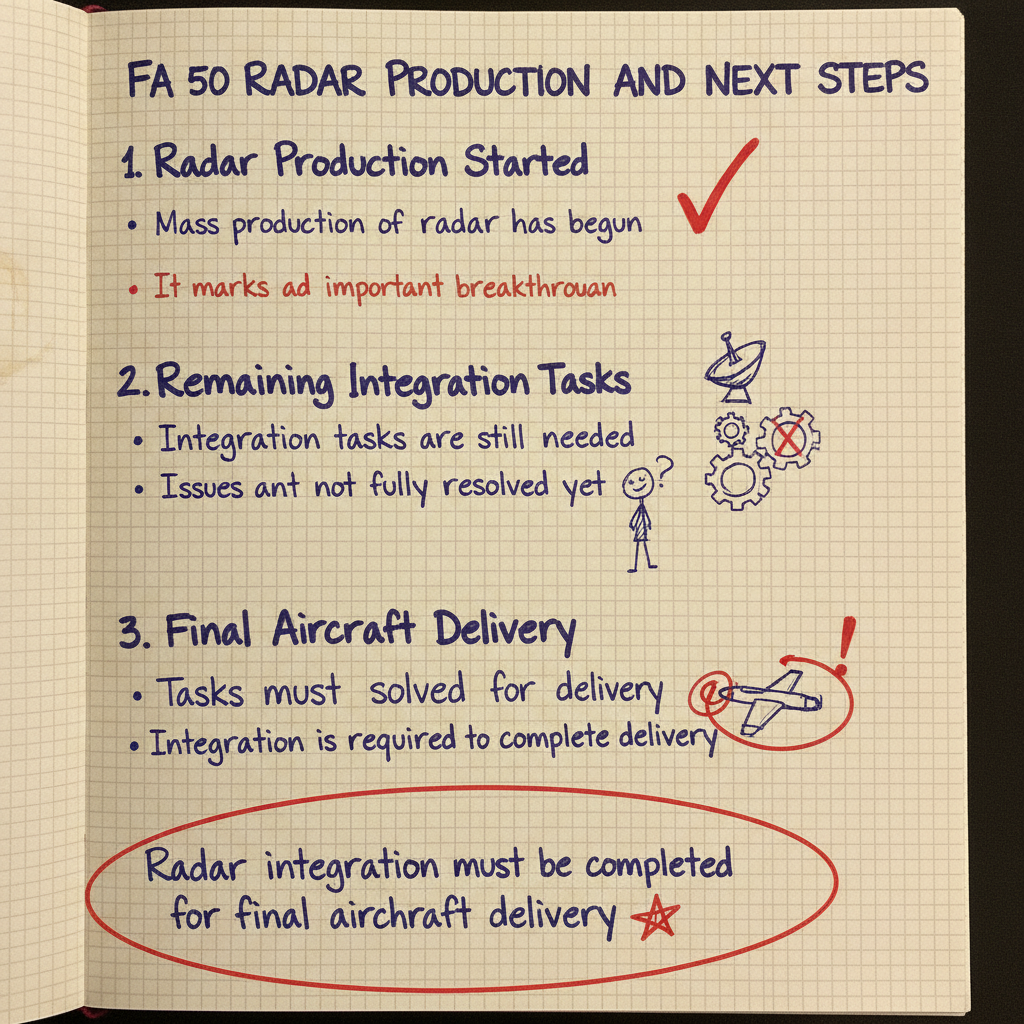 FA 50 RADAR PRODUCTION AND NEXT STEPS
1. Radar Production Started
• Mass production of radar has begun
• It marks ad important breakthrouan
2. Remaining Integration Tasks
• Integration tasks are still needed
• Issues ant not fully resolved yet
?
3. Final Aircraft Delivery
!
• Tasks must solved for delivery
• Integration is required to complete delivery
Radar integration must be completed
for final airchraft delivery